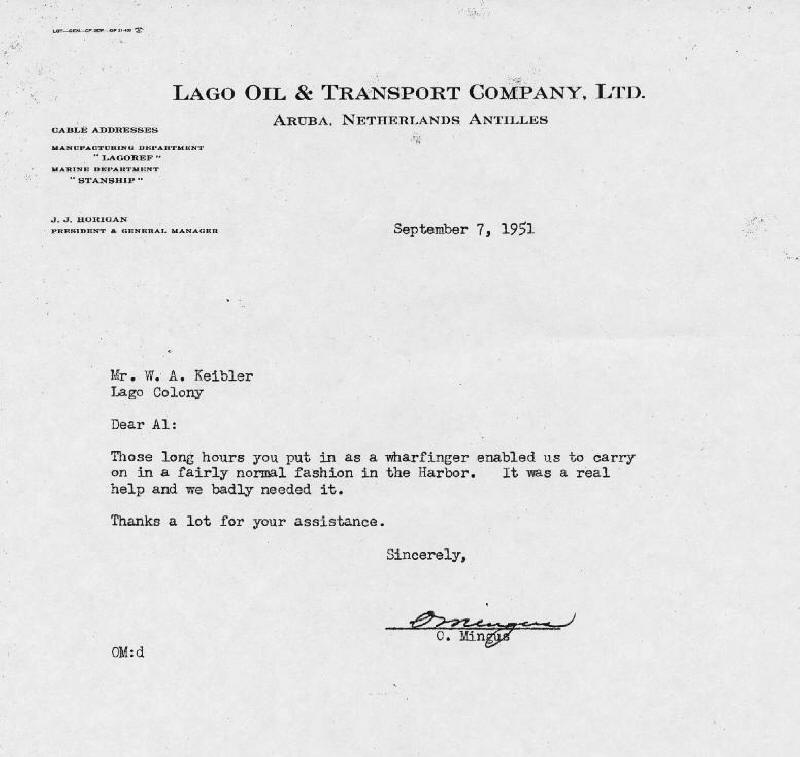 LAGO OIL & TRANSPORT COMPANY, LTD.
ARUBA, NETHERLANDS ANTILLES
CABLE ADDRESSES
MANUFACTURING DEPARTMENT
"LAGOREF"
MARINE DEPARTMENT
"STANSHIP"
J. J. HORIGAN
PRESIDENT & GENERAL MANAGER
September 7, 1951
Mr. W. A. Keibler
Lago Colony
Dear Al:
Those long hours you put in as a wharfinger enabled us to carry
on in a fairly normal fashion in the Harbor. It was a real
help and we badly needed it.
Thanks a lot for your assistance.
Sincerely,
OMingus
O. Mingus
OM:d